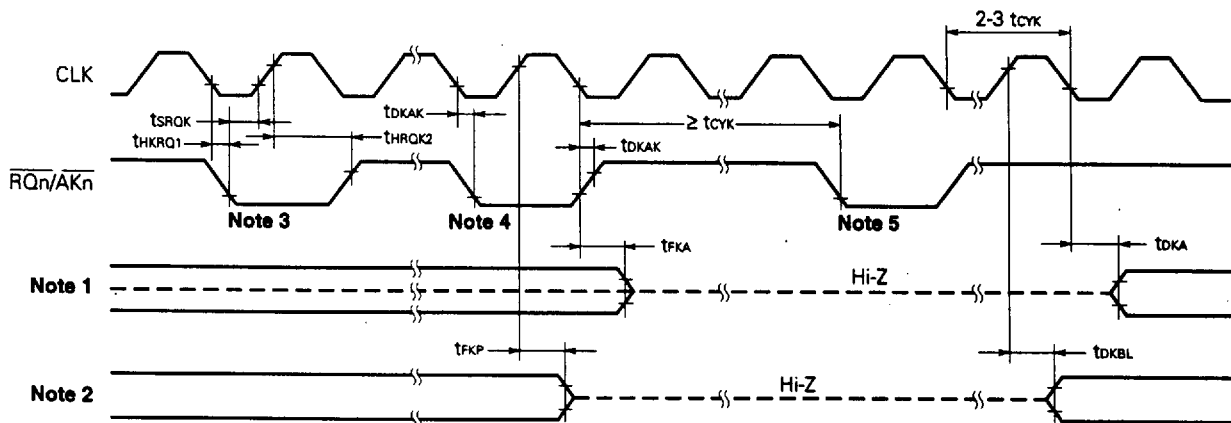 2-3 tCYK
CLK
tSRQK
tDKAK
≥ tCYK
tHKRQ1
tHRQK2
tDKAK
RQn/AKn
Note 3
Note 4
Note 5
tFKA
tDKA
Note 1
Hi-Z
tFKP
tDKBL
Note 2
Hi-Z